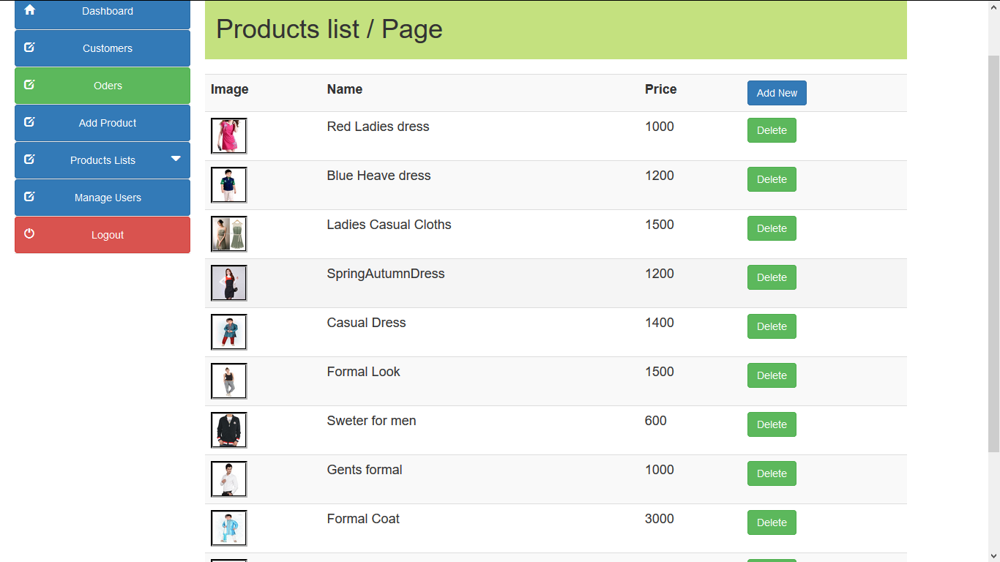 Dashboard
Customers
Oders
Add Product
Products Lists
Manage Users
Logout
Products list / Page
Image Name Price Add New
Red Ladies dress 1000 Delete
Blue Heave dress 1200 Delete
Ladies Casual Cloths 1500 Delete
SpringAutumnDress 1200 Delete
Casual Dress 1400 Delete
Formal Look 1500 Delete
Sweter for men 600 Delete
Gents formal 1000 Delete
Formal Coat 3000 Delete